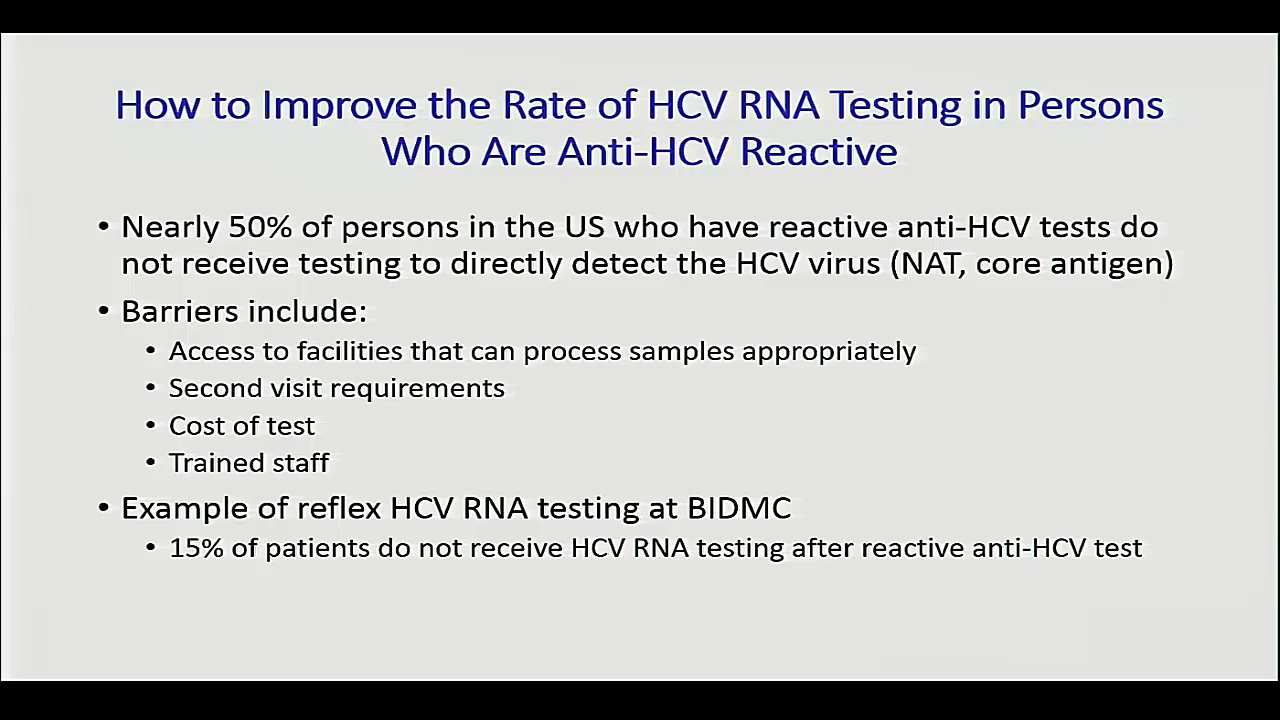 How to Improve the Rate of HCV RNA Testing in Persons
Who Are Anti-HCV Reactive
• Nearly 50% of persons in the US who have reactive anti-HCV tests do
not receive testing to directly detect the HCV virus (NAT, core antigen)
• Barriers include:
• Access to facilities that can process samples appropriately
• Second visit requirements
• Cost of test
• Trained staff
• Example of reflex HCV RNA testing at BIDMC
• 15% of patients do not receive HCV RNA testing after reactive anti-HCV test